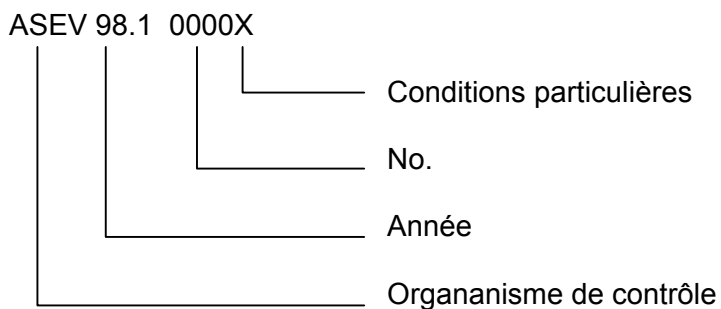 ASEV 98.1 0000X
Conditions particulières
No.
Année
Organanisme de contrôle